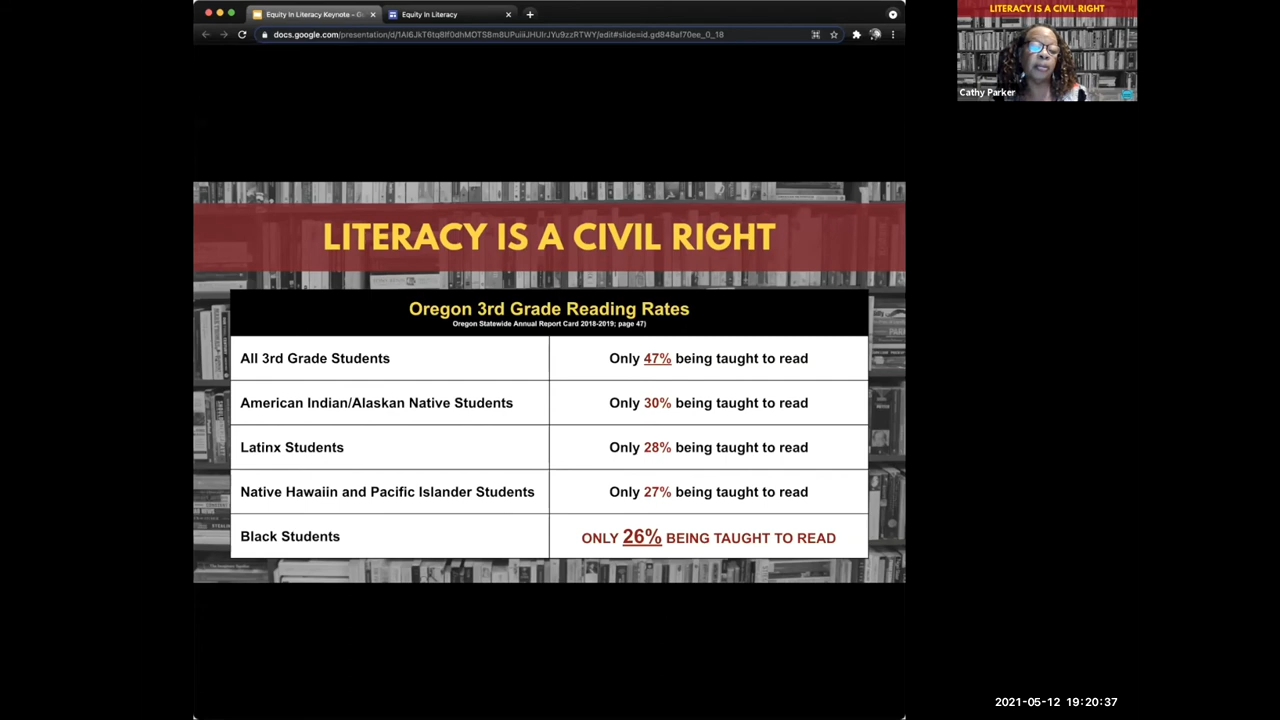 Equity In Literacy Keynote - G
Equity In Literacy
LITERACY IS A CIVIL RIGHT
Cathy Parker
LITERACY IS A CIVIL RIGHT
Oregon 3rd Grade Reading Rates
Oregon Statewide Annual Report Card 2018-2019; page 47)
All 3rd Grade Students Only 47% being taught to read
American Indian/Alaskan Native Students Only 30% being taught to read
Latinx Students Only 28% being taught to read
Native Hawaiin and Pacific Islander Students Only 27% being taught to read
Black Students ONLY 26% BEING TAUGHT TO READ
2021-05-12 19:20:37